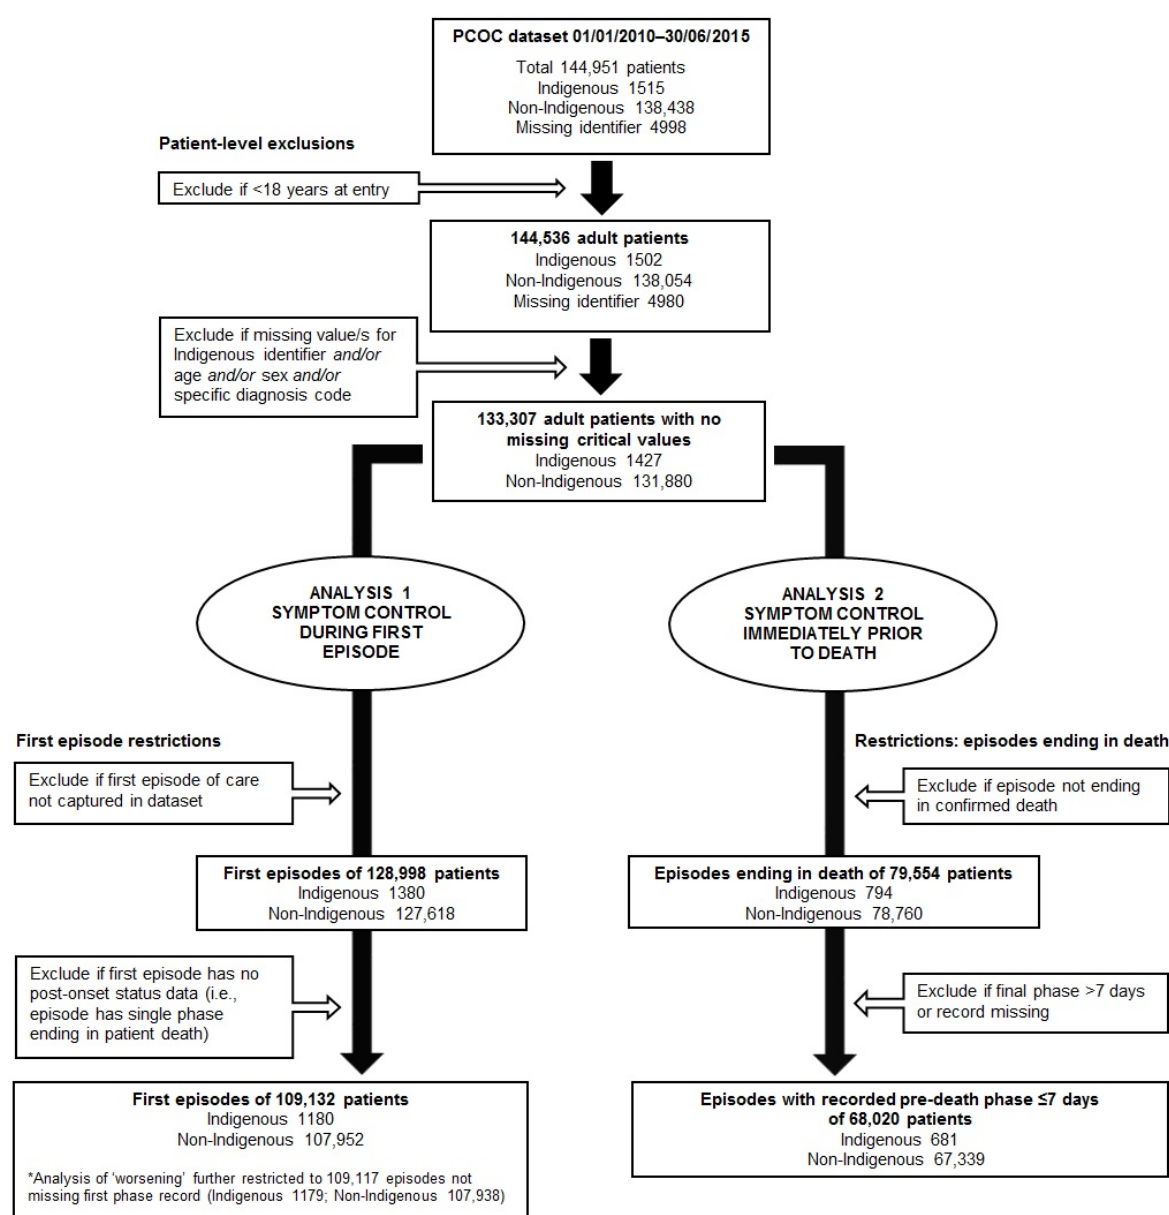 PCOC dataset 01/01/2010–30/06/2015
Total 144,951 patients
Indigenous 1515
Non-Indigenous 138,438
Missing identifier 4998
Patient-level exclusions
Exclude if <18 years at entry
144,536 adult patients
Indigenous 1502
Non-Indigenous 138,054
Missing identifier 4980
Exclude if missing value/s for
Indigenous identifier and/or
age and/or sex and/or
specific diagnosis code
133,307 adult patients with no
missing critical values
Indigenous 1427
Non-Indigenous 131,880
ANALYSIS 1
SYMPTOM CONTROL
DURING FIRST
EPISODE
ANALYSIS 2
SYMPTOM CONTROL
IMMEDIATELY PRIOR
TO DEATH
First episode restrictions
Exclude if first episode of care
not captured in dataset
Restrictions: episodes ending in death
Exclude if episode not ending
in confirmed death
First episodes of 128,998 patients
Indigenous 1380
Non-Indigenous 127,618
Episodes ending in death of 79,554 patients
Indigenous 794
Non-Indigenous 78,760
Exclude if first episode has no
post-onset status data (i.e.,
episode has single phase
ending in patient death)
Exclude if final phase >7 days
or record missing
First episodes of 109,132 patients
Indigenous 1180
Non-Indigenous 107,952
*Analysis of ‘worsening’ further restricted to 109,117 episodes not
missing first phase record (Indigenous 1179; Non-Indigenous 107,938)
Episodes with recorded pre-death phase ≤7 days
of 68,020 patients
Indigenous 681
Non-Indigenous 67,339